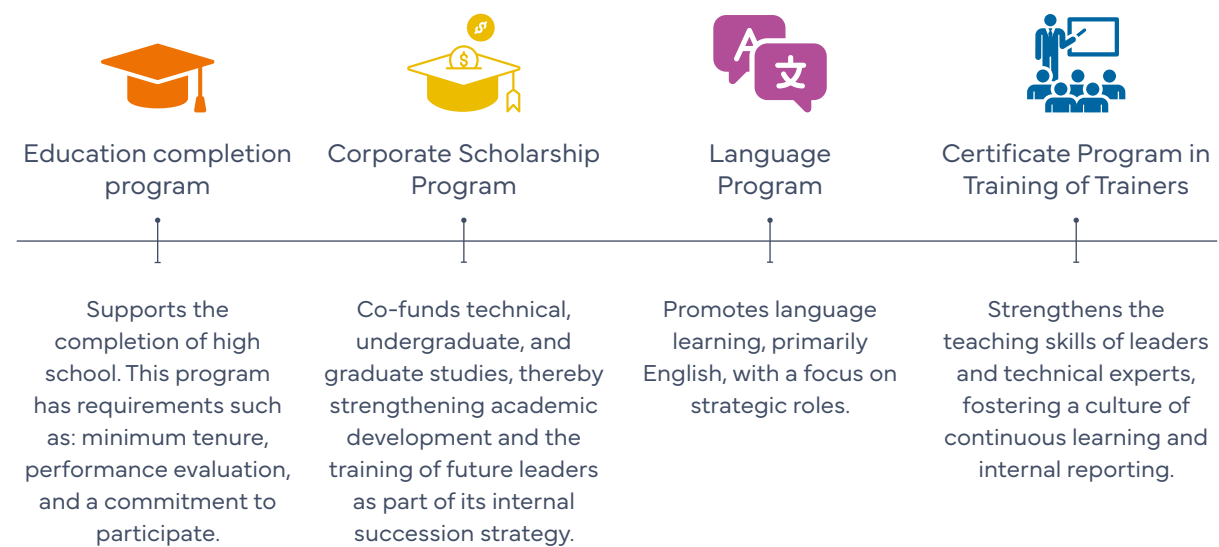 Education completion
program
Corporate Scholarship
Program
Language
Program
Certificate Program in
Training of Trainers
Supports the
completion of high
school. This program
has requirements such
as: minimum tenure,
performance evaluation,
and a commitment to
participate.
Co-funds technical,
undergraduate, and
graduate studies, thereby
strengthening academic
development and the
training of future leaders
as part of its internal
succession strategy.
Promotes language
learning, primarily
English, with a focus on
strategic roles.
Strengthens the
teaching skills of leaders
and technical experts,
fostering a culture of
continuous learning and
internal reporting.
$
A
文